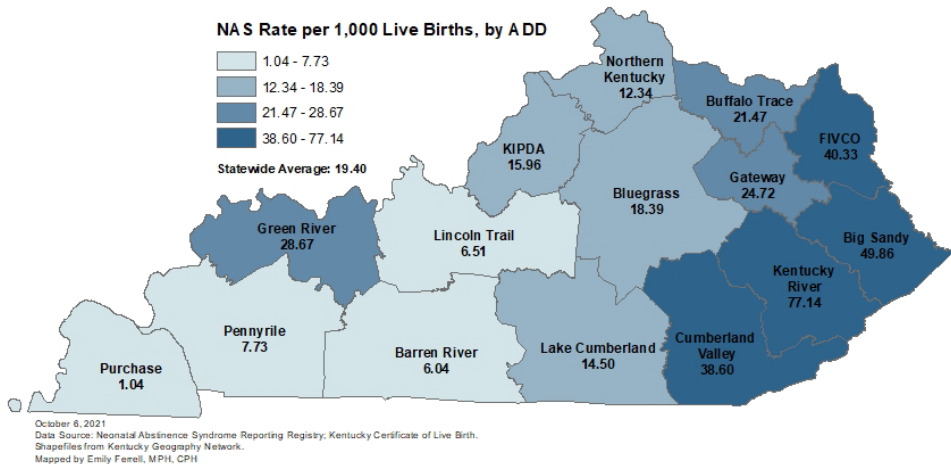 NAS Rate per 1,000 Live Births, by ADD
1.04 - 7.73
12.34 - 18.39
21.47 - 28.67
38.60 - 77.14
Statewide Average: 19.40
Northern
Kentucky
12.34
Buffalo Trace
21.47
FIVCO
40.33
KIPDA
15.96
Gateway
24.72
Bluegrass
18.39
Green River
28.67
Lincoln Trail
6.51
Big Sandy
49.86
Kentucky
River
77.14
Pennyrile
7.73
Barren River
6.04
Lake Cumberland
14.50
Cumberland
Valley
38.60
Purchase
1.04
October 6, 2021
Data Source: Neonatal Abstinence Syndrome Reporting Registry; Kentucky Certificate of Live Birth.
Shapefiles from Kentucky Geography Network.
Mapped by Emily Ferrell, MPH, CPH